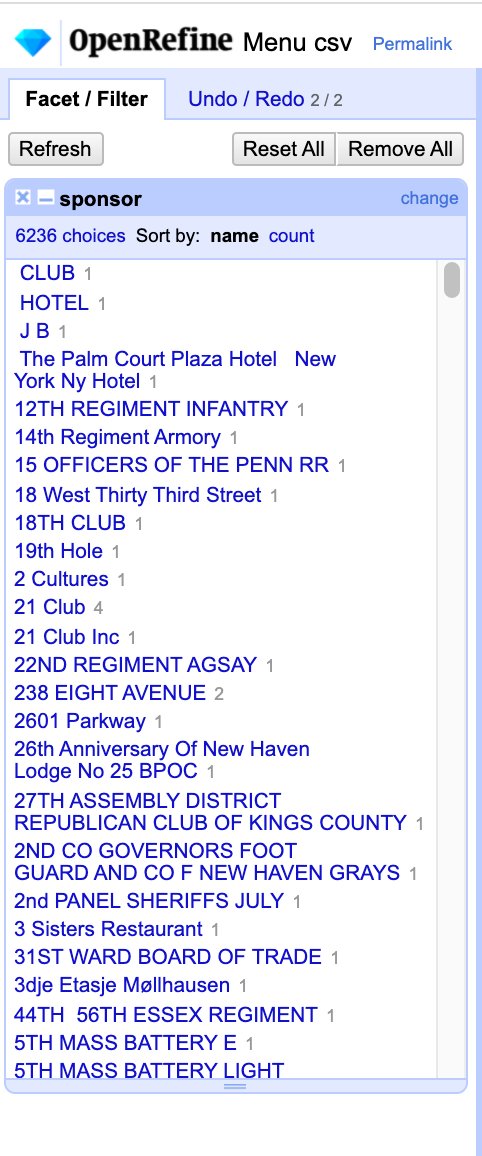 OpenRefine Menu csv Permalink
Facet / Filter Undo / Redo 2 / 2
Refresh Reset All Remove All
sponsor change
6236 choices Sort by: name count
CLUB 1
HOTEL 1
J B 1
The Palm Court Plaza Hotel   New
York Ny Hotel 1
12TH REGIMENT INFANTRY 1
14th Regiment Armory 1
15 OFFICERS OF THE PENN RR 1
18 West Thirty Third Street 1
18TH CLUB 1
19th Hole 1
2 Cultures 1
21 Club 4
21 Club Inc 1
22ND REGIMENT AGSAY 1
238 EIGHT AVENUE 2
2601 Parkway 1
26th Anniversary Of New Haven
Lodge No 25 BPOC 1
27TH ASSEMBLY DISTRICT
REPUBLICAN CLUB OF KINGS COUNTY 1
2ND CO GOVERNORS FOOT
GUARD AND CO F NEW HAVEN GRAYS 1
2nd PANEL SHERIFFS JULY 1
3 Sisters Restaurant 1
31ST WARD BOARD OF TRADE 1
3dje Etasje Møllhausen 1
44TH  56TH ESSEX REGIMENT 1
5TH MASS BATTERY E 1
5TH MASS BATTERY LIGHT